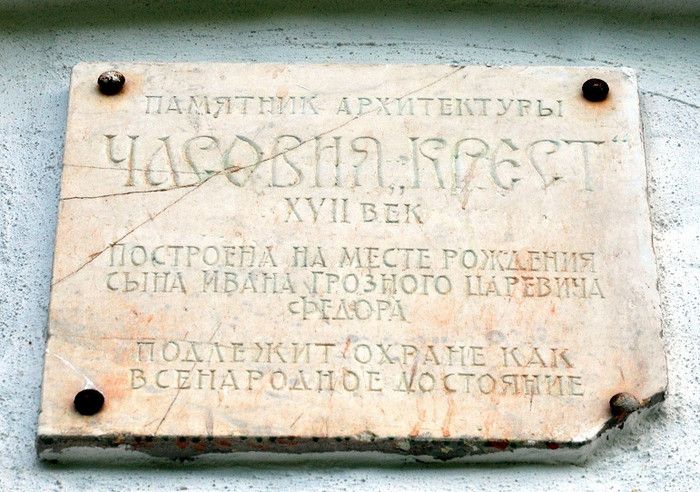 ПАМЯТНИК АРХИТЕКТУРЫ
ЧАСОВНЯ „КРЕСТ“
XVII ВЕК
ПОСТРОЕНА НА МЕСТЕ РОЖДЕНИЯ
СЫНА ИВАНА ГРОЗНОГО ЦАРЕВИЧА
ФЕДОРА
ПОДЛЕЖИТ ОХРАНЕ КАК
ВСЕНАРОДНОЕ ДОСТОЯНИЕ